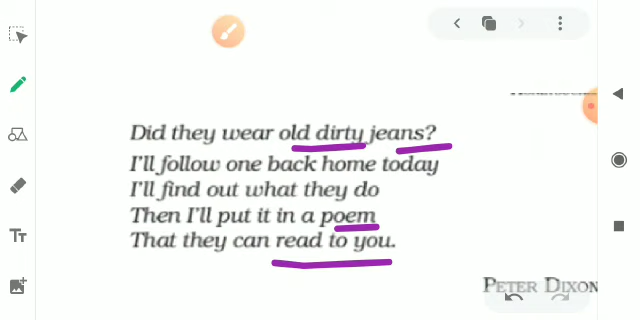 Did they wear old dirty jeans?
I'll follow one back home today
I'll find out what they do
Then I'll put it in a poem
That they can read to you.
PETER DIXON
Tт